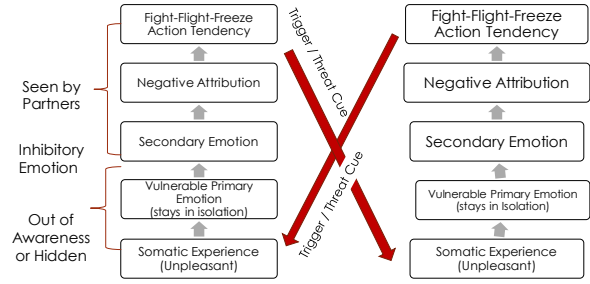 Fight-Flight-Freeze
Action Tendency
Negative Attribution
Secondary Emotion
Vulnerable Primary
Emotion
(stays in isolation)
Somatic Experience
(Unpleasant)
Seen by
Partners
Inhibitory
Emotion
Out of
Awareness
or Hidden
Trigger / Threat Cue
Trigger / Threat Cue
Fight-Flight-Freeze
Action Tendency
Negative Attribution
Secondary Emotion
Vulnerable Primary Emotion
(stays in Isolation)
Somatic Experience
(Unpleasant)